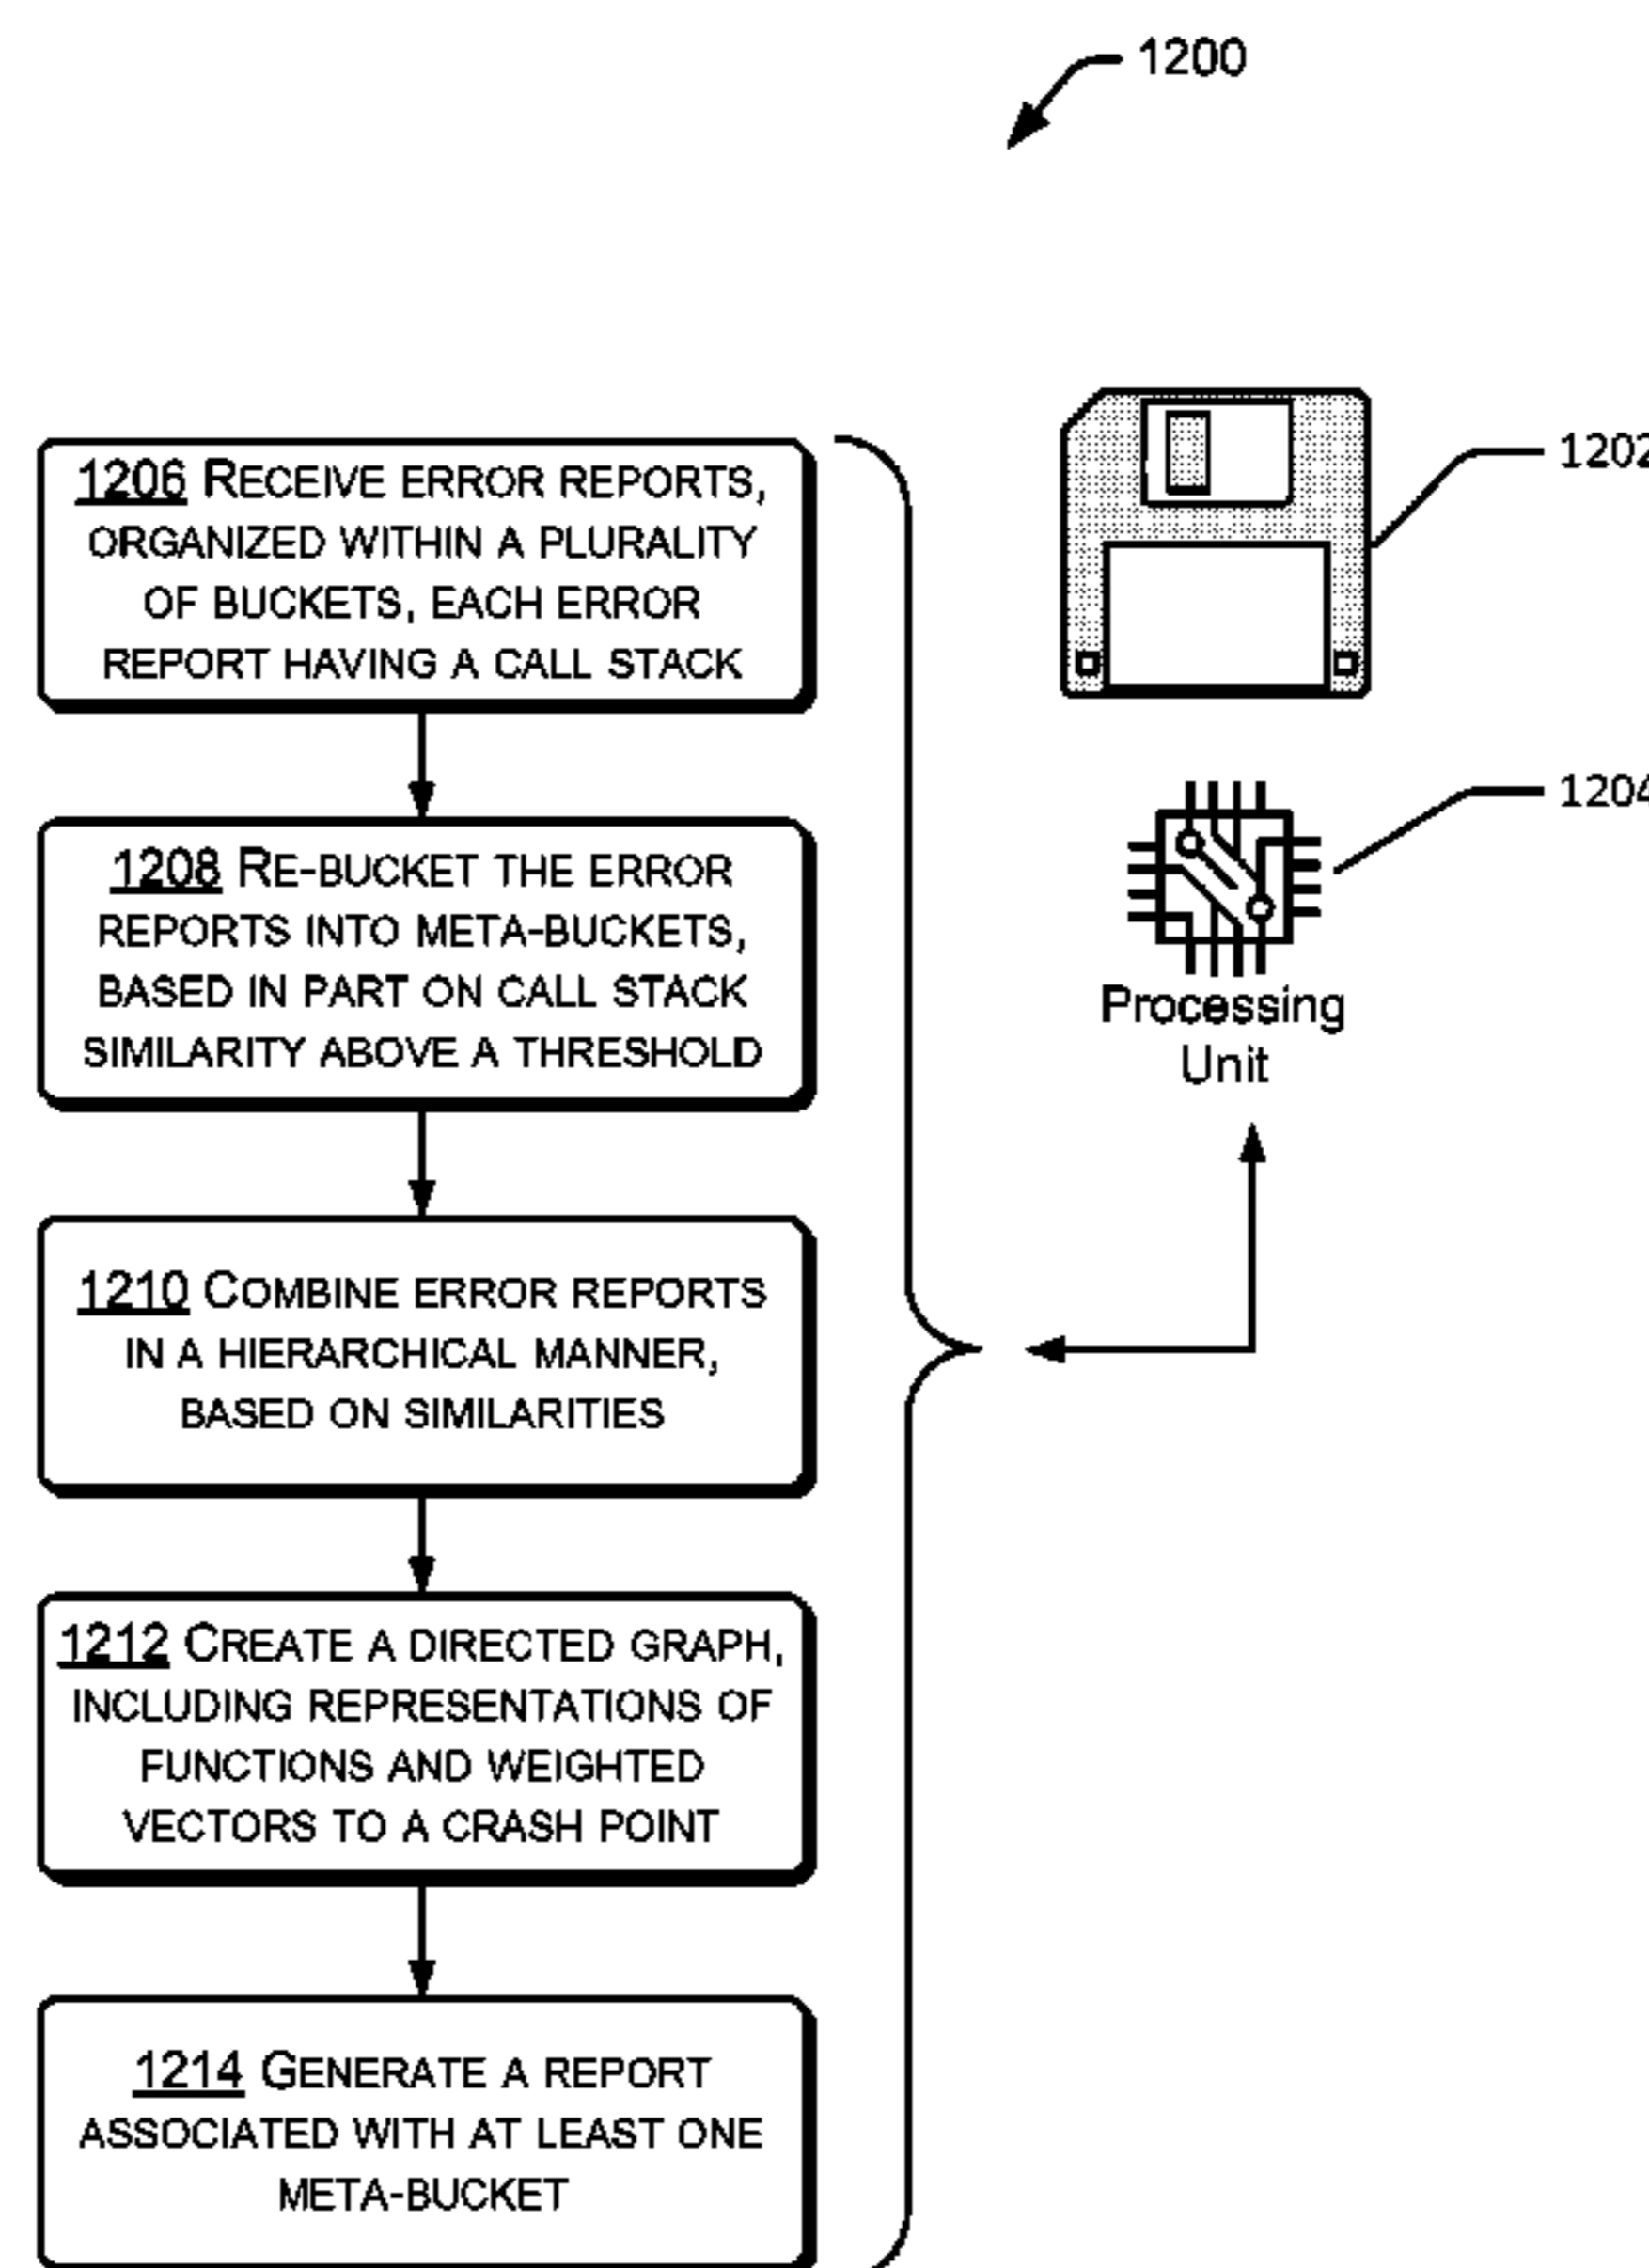 1200
1206 RECEIVE ERROR REPORTS,
ORGANIZED WITHIN A PLURALITY
OF BUCKETS, EACH ERROR
REPORT HAVING A CALL STACK
1202
1204
1208 RE-BUCKET THE ERROR
REPORTS INTO META-BUCKETS,
BASED IN PART ON CALL STACK
SIMILARITY ABOVE A THRESHOLD
Processing
Unit
1210 COMBINE ERROR REPORTS
IN A HIERARCHICAL MANNER,
BASED ON SIMILARITIES
1212 CREATE A DIRECTED GRAPH,
INCLUDING REPRESENTATIONS OF
FUNCTIONS AND WEIGHTED
VECTORS TO A CRASH POINT
1214 GENERATE A REPORT
ASSOCIATED WITH AT LEAST ONE
META-BUCKET